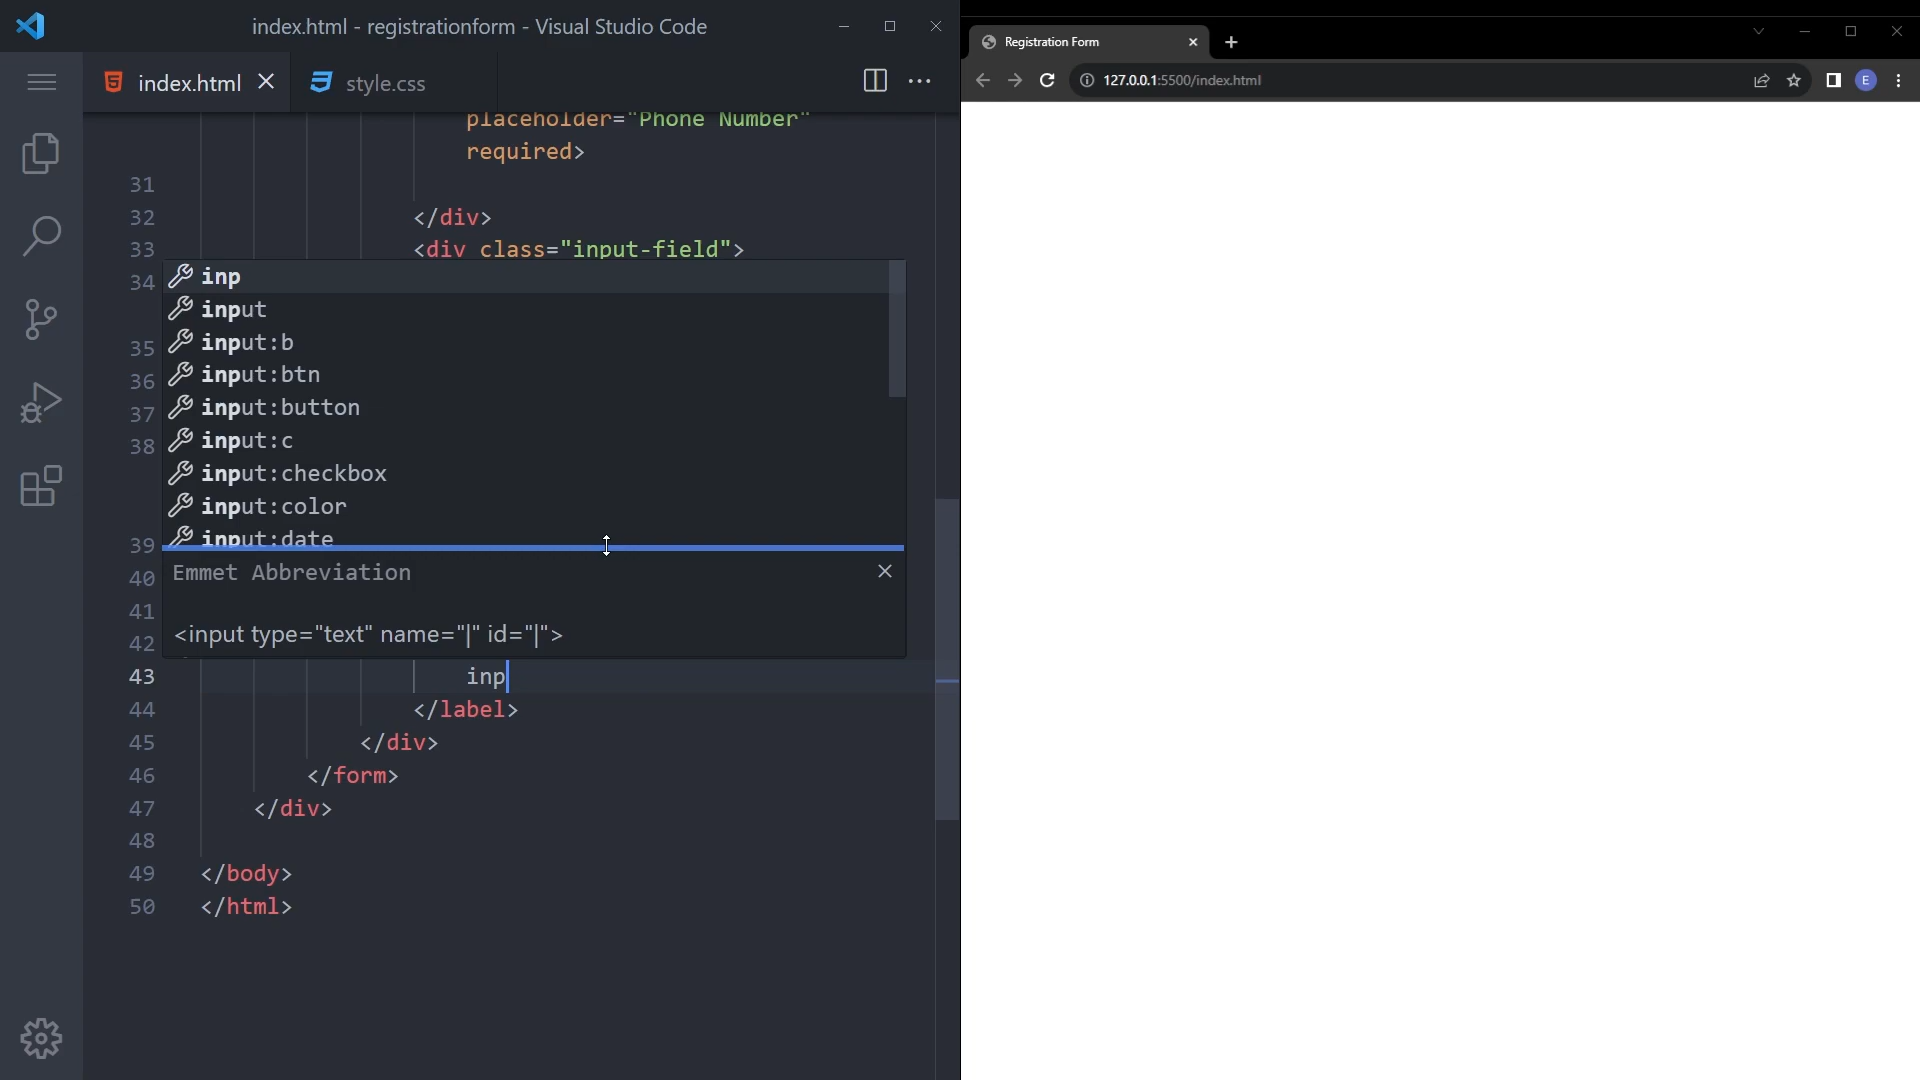 index.html - registrationform - Visual Studio Code
index.html
style.css
placeholder="Phone Number"
required>
31
32 </div>
33 <div class="input-field">
34
35
36
37
38
39
40
41
42
inp
input
input:b
input:btn
input:button
input:c
input:checkbox
input:color
input:date
Emmet Abbreviation
<input type="text" name="|" id="|">
43 inp
44 </label>
45 </div>
46 </form>
47 </div>
48
49 </body>
50 </html>
Registration Form
127.0.0.1:5500/index.html
E